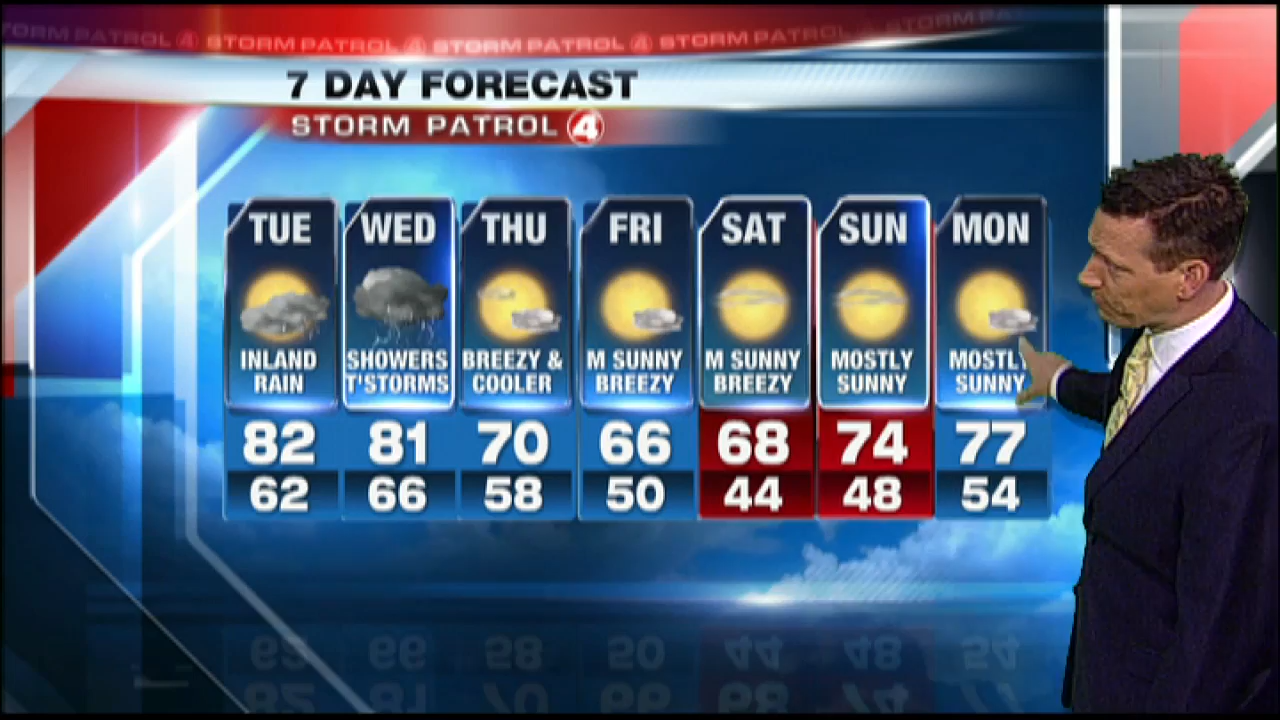 STORM PATROL 4 STORM PATROL 4 STORM PATROL 4 STORM PATROL
7 DAY FORECAST
STORM PATROL 4
TUE WED THU FRI SAT SUN MON
INLAND SHOWERS BREEZY & M SUNNY M SUNNY MOSTLY MOSTLY
RAIN T'STORMS COOLER BREEZY BREEZY SUNNY SUNNY
82 81 70 66 68 74 77
62 66 58 50 44 48 54